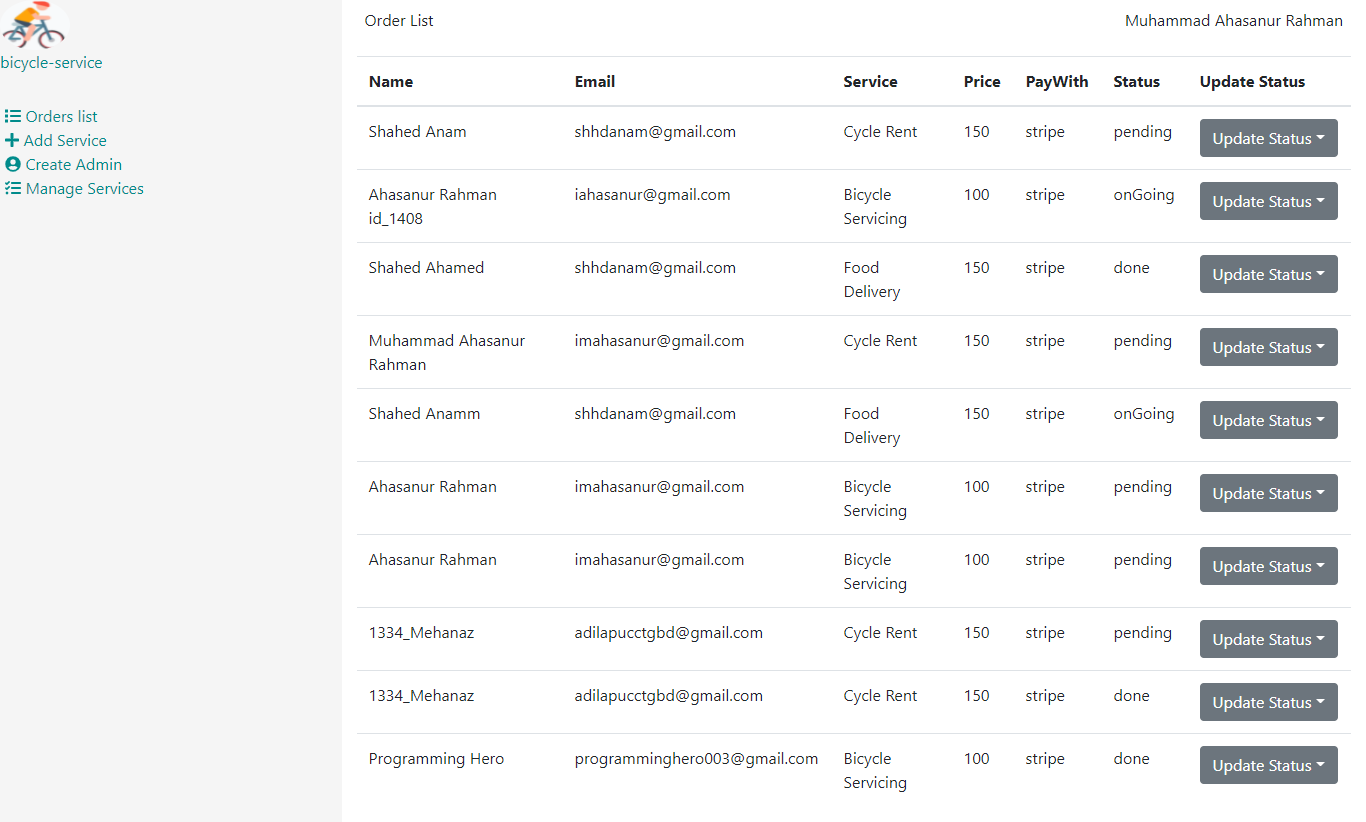 bicycle-service
Orders list
Add Service
Create Admin
Manage Services
Order List
Muhammad Ahasanur Rahman
Name Email Service Price PayWith Status Update Status
Shahed Anam shhdanam@gmail.com Cycle Rent 150 stripe pending Update Status
Ahasanur Rahman iahasanur@gmail.com Bicycle 100 stripe onGoing Update Status
id_1408 Servicing
Shahed Ahamed shhdanam@gmail.com Food 150 stripe done Update Status
Delivery
Muhammad Ahasanur imahasanur@gmail.com Cycle Rent 150 stripe pending Update Status
Rahman
Shahed Anamm shhdanam@gmail.com Food 150 stripe onGoing Update Status
Delivery
Ahasanur Rahman imahasanur@gmail.com Bicycle 100 stripe pending Update Status
Servicing
Ahasanur Rahman imahasanur@gmail.com Bicycle 100 stripe pending Update Status
Servicing
1334_Mehanaz adilapucctgbd@gmail.com Cycle Rent 150 stripe pending Update Status
1334_Mehanaz adilapucctgbd@gmail.com Cycle Rent 150 stripe done Update Status
Programming Hero programminghero003@gmail.com Bicycle 100 stripe done Update Status
Servicing